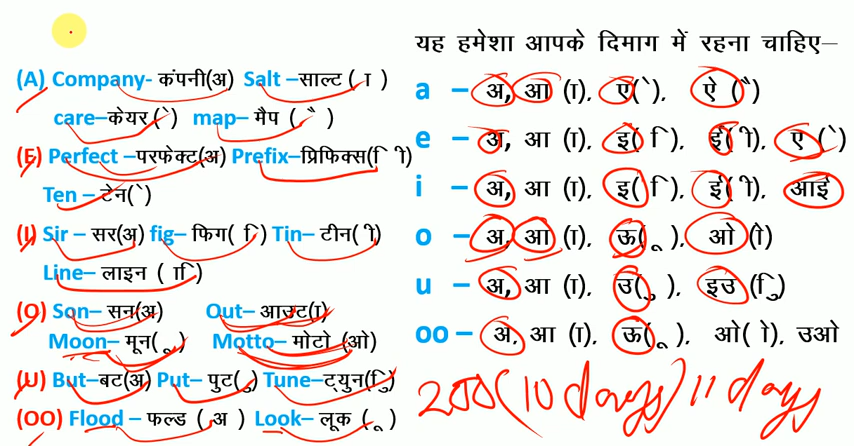 (A) Company- कंपनी(अ) Salt –साल्ट ( ा )
care–केयर( े) map– मैप ( ै )
(E) Perfect –परफेक्ट(अ) Prefix–प्रिफिक्स( ि ी)
Ten – टेन( े)
(I) Sir – सर(अ) fig– फिग( ि) Tin– टीन( ी)
Line– लाइन ( ा ि)
(O) Son– सन(अ) Out– आउट(ा)
Moon– मून( ू ) Motto– मोटो (ओ)
(U) But–बट(अ) Put– पुट( ु) Tune–ट्युन( ि ु)
(OO) Flood – फल्ड ( अ ) Look– लूक ( ू )
यह हमेशा आपके दिमाग में रहना चाहिए–
a – अ, आ (ा), ए( े), ऐ ( ै)
e – अ, आ (ा), इ( ि), ई( ी), ए ( े)
i – अ, आ (ा), इ( ि), ई( ी), आई
o – अ, आ (ा), ऊ( ू ), ओ ( ो)
u – अ, आ (ा), उ( ु ), इउ ( ि ु)
oo – अ, आ (ा), ऊ( ू ), ओ( ो), उओ
200 (10 days) 11 days